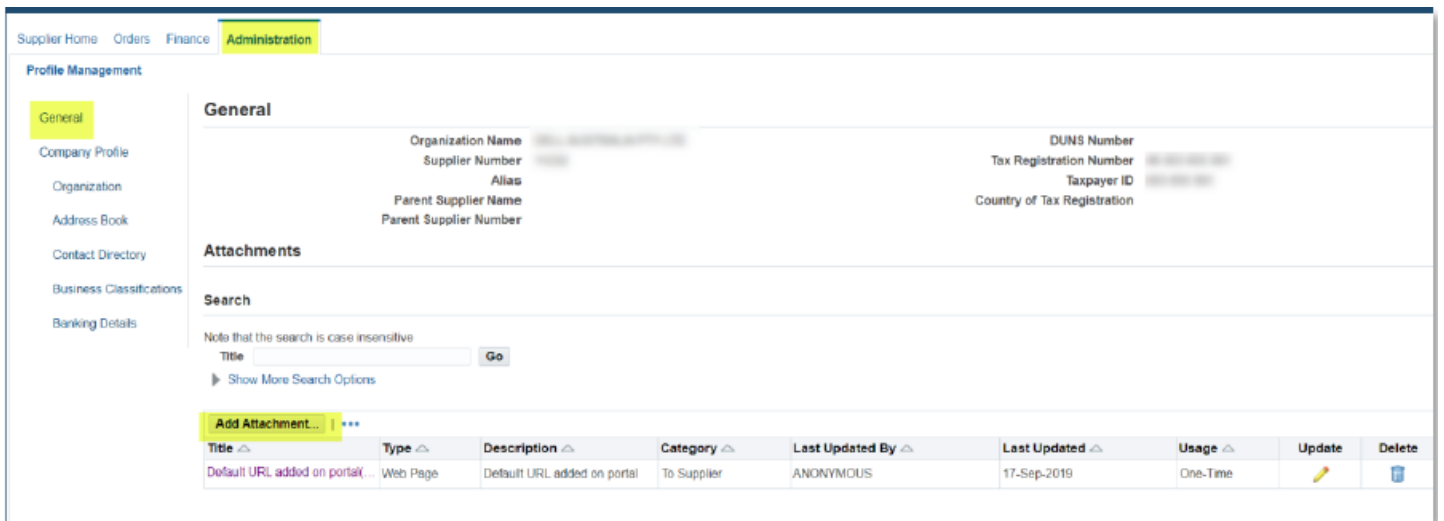 Supplier Home Orders Finance Administration
Profile Management
General
Company Profile
Organization
Address Book
Contact Directory
Business Classifications
Banking Details
General
Organization Name
Supplier Number
Alias
Parent Supplier Name
Parent Supplier Number
DUNS Number
Tax Registration Number
Taxpayer ID
Country of Tax Registration
Attachments
Search
Note that the search is case insensitive
Title Go
Show More Search Options
Add Attachment... | •••
Title Type Description Category Last Updated By Last Updated Usage Update Delete
Default URL added on portal(... Web Page Default URL added on portal To Supplier ANONYMOUS 17-Sep-2019 One-Time